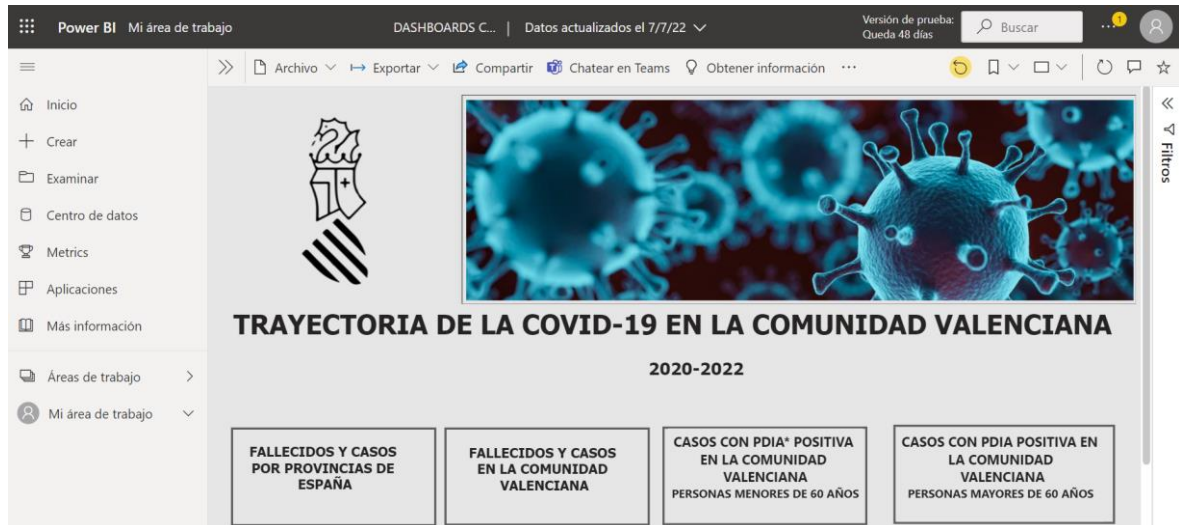 Power BI Mi área de trabajo
DASHBOARDS C... | Datos actualizados el 7/7/22
Versión de prueba:
Queda 48 días
Buscar
1
Archivo
Exportar
Compartir
Chatear en Teams
Obtener información
Inicio
Crear
Examinar
Centro de datos
Metrics
Aplicaciones
Más información
Áreas de trabajo
Mi área de trabajo
Filtros
TRAYECTORIA DE LA COVID-19 EN LA COMUNIDAD VALENCIANA
2020-2022
FALLECIDOS Y CASOS
POR PROVINCIAS DE
ESPAÑA
FALLECIDOS Y CASOS
EN LA COMUNIDAD
VALENCIANA
CASOS CON PDIA* POSITIVA
EN LA COMUNIDAD
VALENCIANA
PERSONAS MENORES DE 60 AÑOS
CASOS CON PDIA POSITIVA EN
LA COMUNIDAD
VALENCIANA
PERSONAS MAYORES DE 60 AÑOS